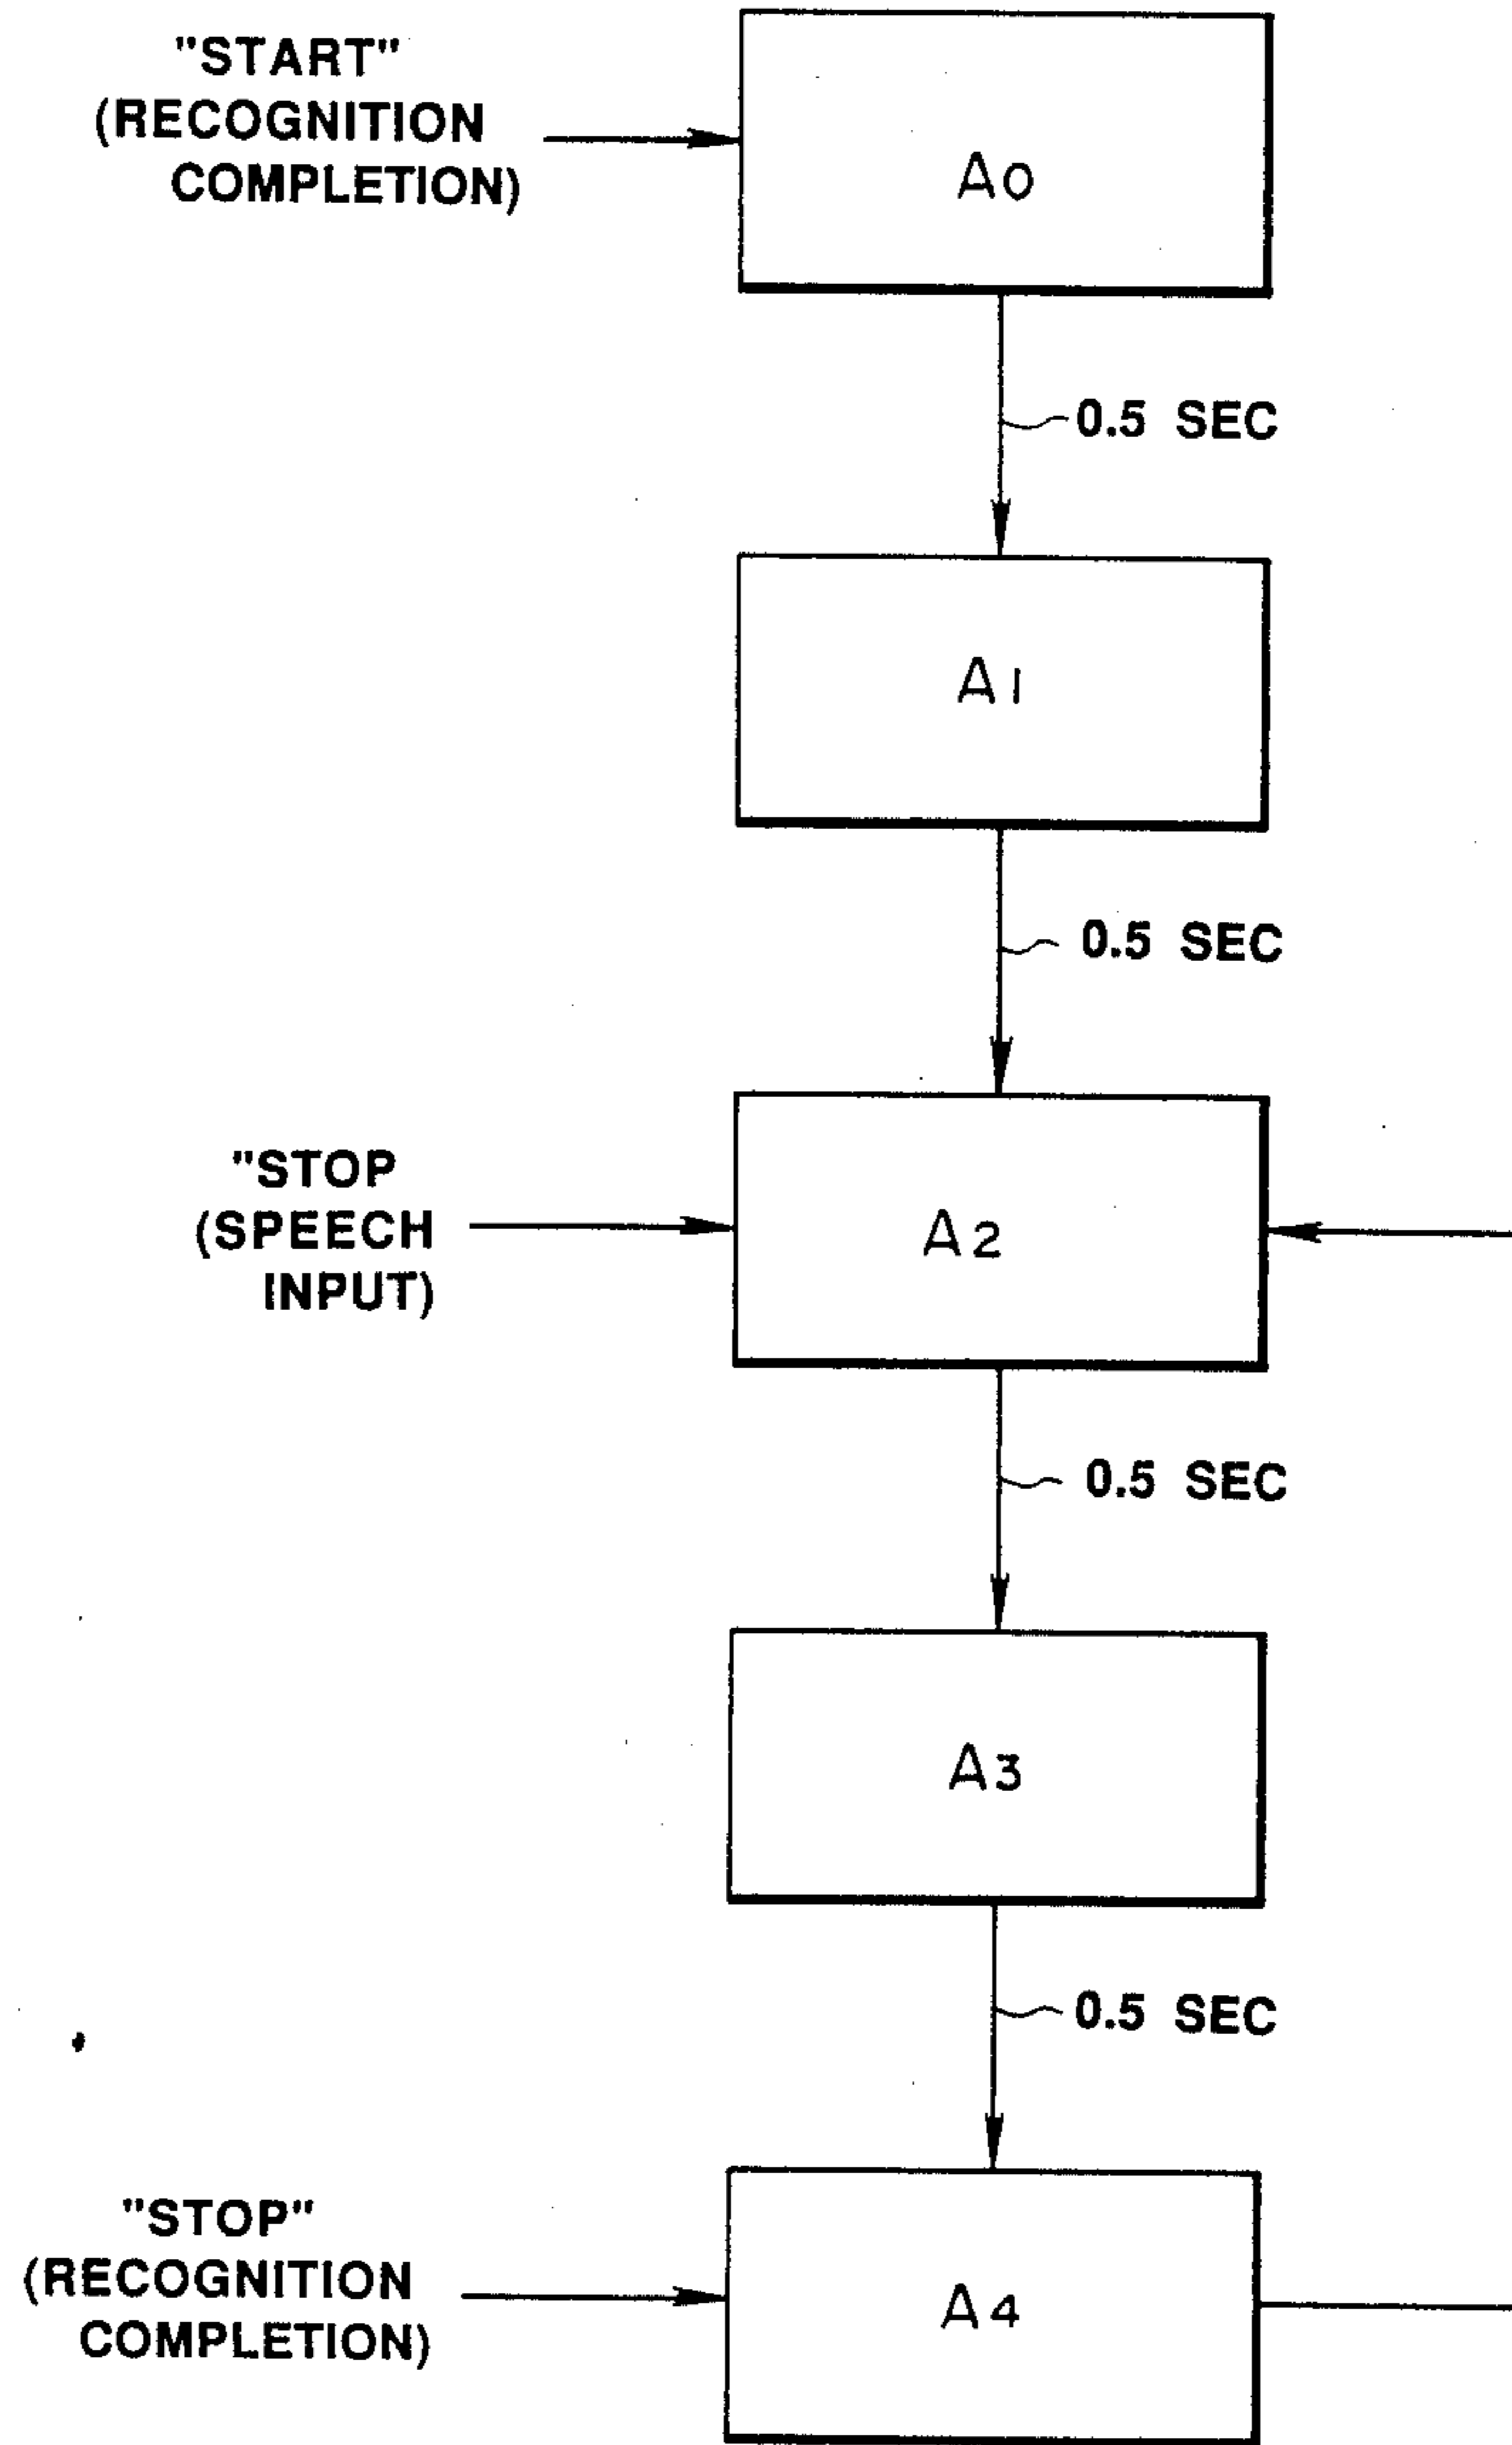 "START"
(RECOGNITION
COMPLETION)
A0
0.5 SEC
A1
0.5 SEC
"STOP
(SPEECH
INPUT)
A2
0.5 SEC
A3
0.5 SEC
"STOP"
(RECOGNITION
COMPLETION)
A4